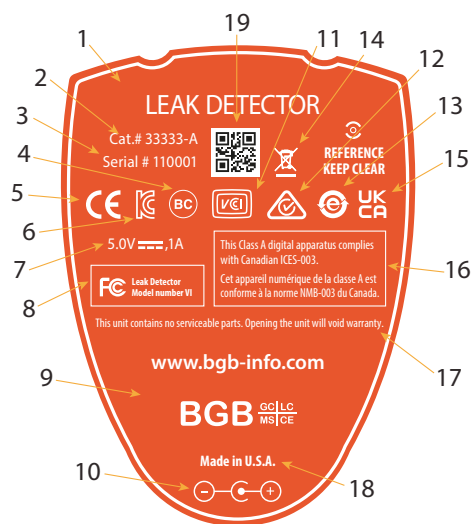 19
11
14
12
1
2
13
3
LEAK DETECTOR
Cat.# 33333-A
4
Serial # 110001
REFERENCE
KEEP CLEAR
15
5
CE
BC
VCI
e
UK
CA
6
7
5.0V ,1A
This Class A digital apparatus complies
with Canadian ICES-003.
16
Cet appareil numérique de la classe A est
conforme à la norme NMB-003 du Canada.
8
FC Leak Detector
Model number VI
This unit contains no serviceable parts. Opening the unit will void warranty.
17
www.bgb-info.com
9
BGB
GC LC
MS CE
Made in U.S.A.
10
18